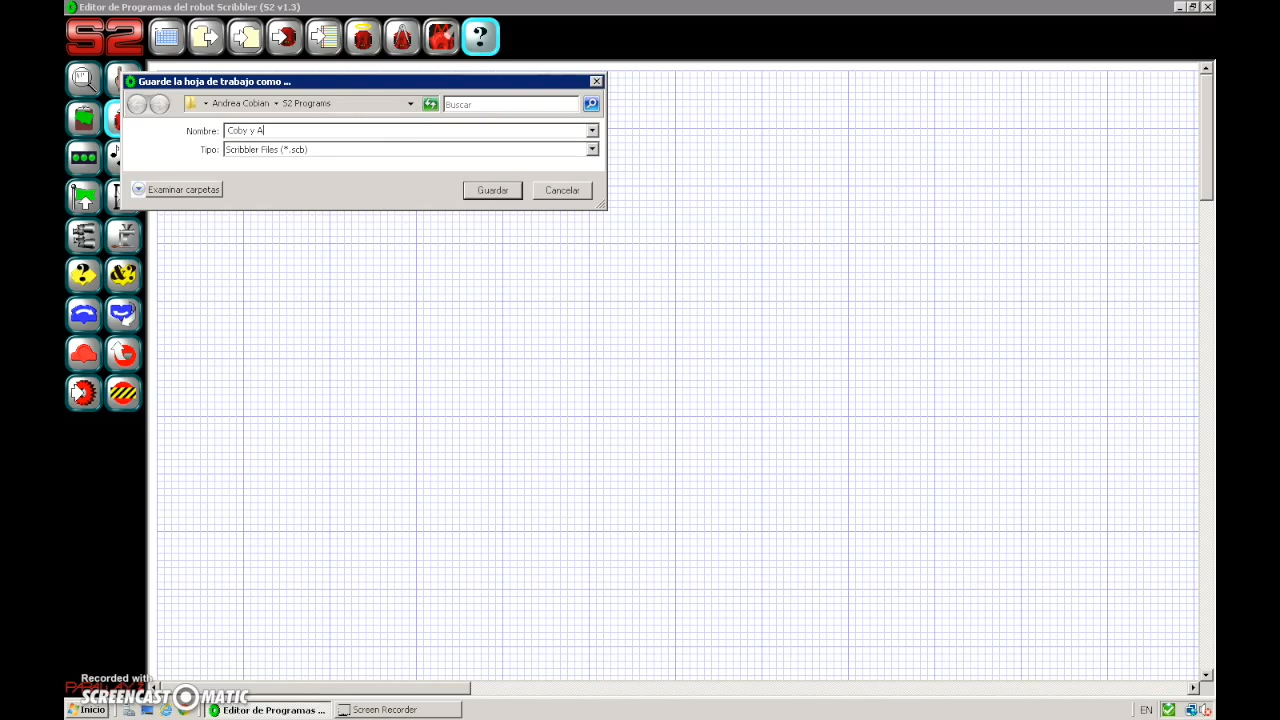 Editor de Programas del robot Scribbler (S2 v1.3)
S2
Guarde la hoja de trabajo como ...
Andrea Cobian S2 Programs
Buscar
Nombre: Coby y A
Tipo: Scribbler Files (*.scb)
Examinar carpetas
Guardar
Cancelar
Recorded with
SCREENCAST MATIC
Inicio
Editor de Programas ...
Screen Recorder
EN